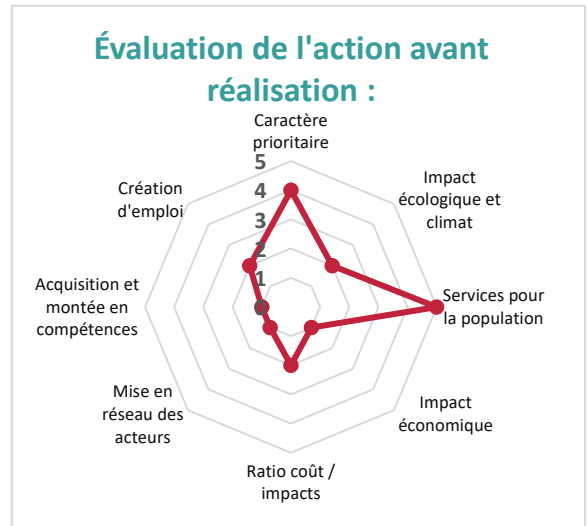 Évaluation de l'action avant
réalisation :
Caractère
prioritaire
Impact
écologique et
climat
Services pour
la population
Impact
économique
Ratio coût /
impacts
Mise en
réseau des
acteurs
Acquisition et
montée en
compétences
Création
d'emploi
5
4
3
2
1
0